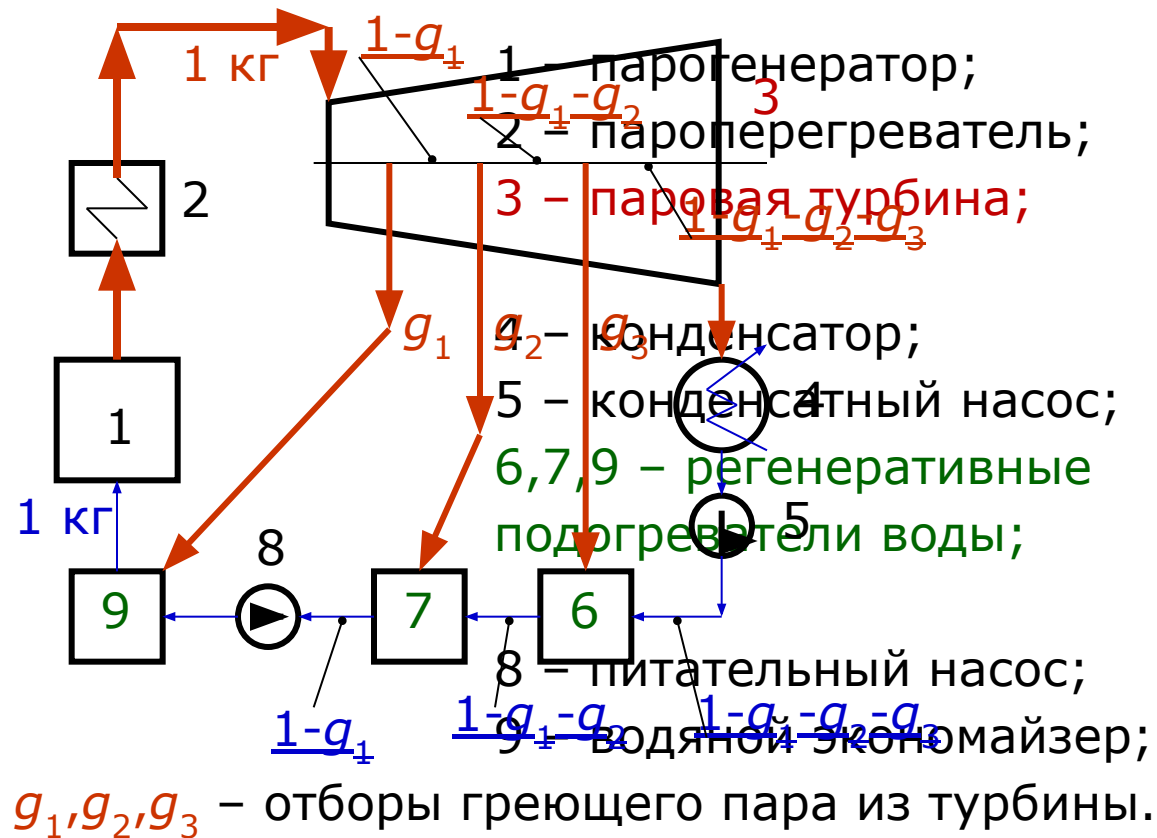 1 кг
1-g1
1 – парогенератор;
1-g1-g2
3
2 – пароперегреватель;
2
3 – паровая турбина;
1-g1-g2-g3
g1
g2
g3
4 – конденсатор;
1
4
5 – конденсатный насос;
6,7,9 – регенеративные
1 кг
5
подогреватели воды;
8
9
7
6
8 – питательный насос;
1-g1
1-g1-g2
1-g1-g2-g3
9 – водяной экономайзер;
g1,g2,g3 – отборы греющего пара из турбины.